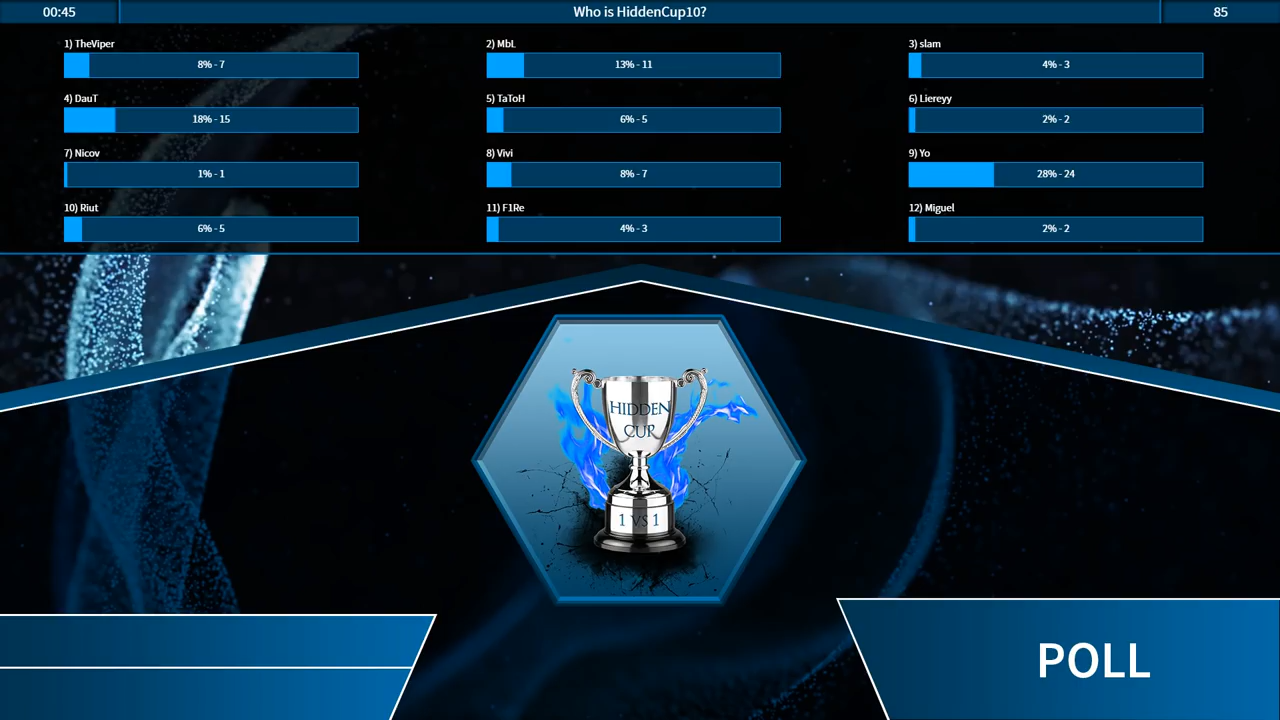 00:45
Who is HiddenCup10?
85
1) TheViper
2) MbL
3) slam
8% - 7
13% - 11
4% - 3
4) DauT
5) TaToH
6) Liereyy
18% - 15
6% - 5
2% - 2
7) Nicov
8) Vivi
9) Yo
1% - 1
8% - 7
28% - 24
10) Riut
11) F1Re
12) Miguel
6% - 5
4% - 3
2% - 2
HIDDEN
CUP
1 VS 1
POLL